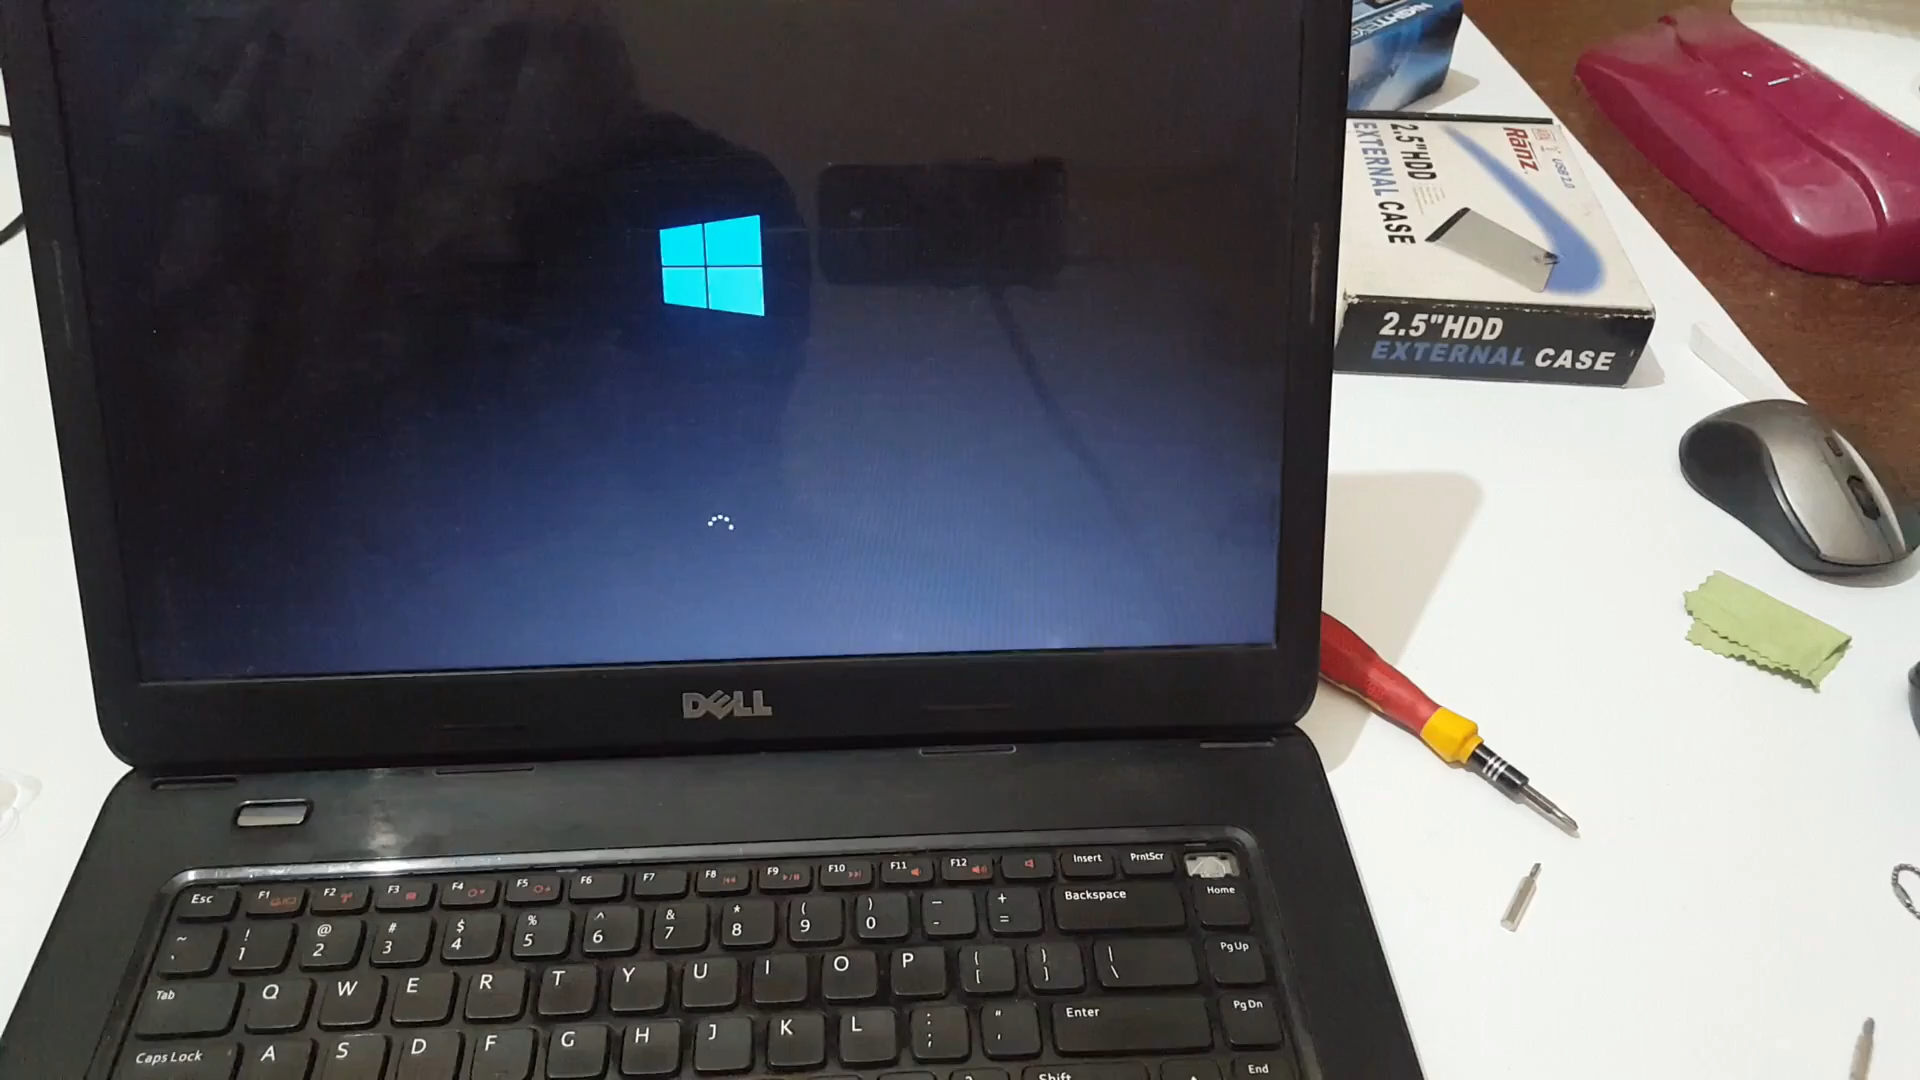 NIGHTEYE
Ranz
USB 2.0
2.5"HDD
EXTERNAL CASE
2.5"HDD
EXTERNAL CASE
DELL
Esc F1 F2 F3 F4 F5 F6 F7 F8 F9 F10 F11 F12 Insert PrntScr
Home
~ ! 1 @ 2 # 3 $ 4 % 5 ^ 6 & 7 * 8 ( 9 ) 0 _ - + = Backspace
PgUp
Tab Q W E R T Y U I O P { [ } ] | \
PgDn
Caps Lock A S D F G H J K L : ; " ' Enter
End
Shift